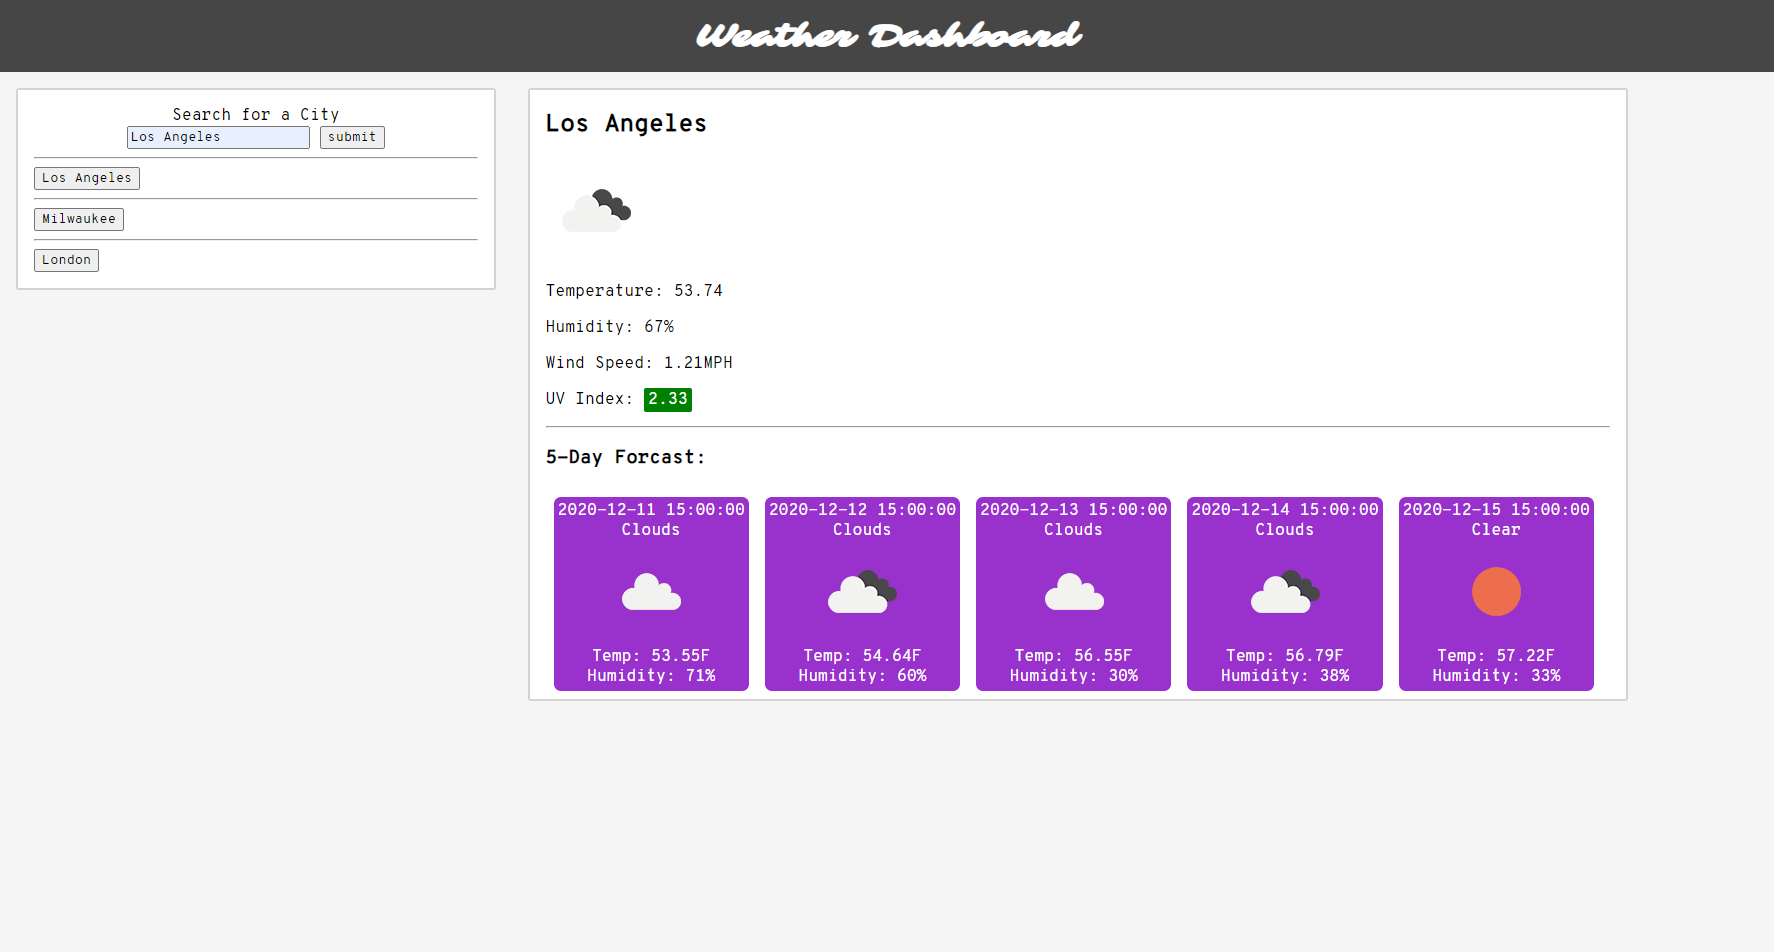 Weather Dashboard
Search for a City
Los Angeles submit
Los Angeles
Milwaukee
London
Los Angeles
Temperature: 53.74
Humidity: 67%
Wind Speed: 1.21MPH
UV Index: 2.33
5-Day Forcast:
2020-12-11 15:00:00
Clouds
Temp: 53.55F
Humidity: 71%
2020-12-12 15:00:00
Clouds
Temp: 54.64F
Humidity: 60%
2020-12-13 15:00:00
Clouds
Temp: 56.55F
Humidity: 30%
2020-12-14 15:00:00
Clouds
Temp: 56.79F
Humidity: 38%
2020-12-15 15:00:00
Clear
Temp: 57.22F
Humidity: 33%